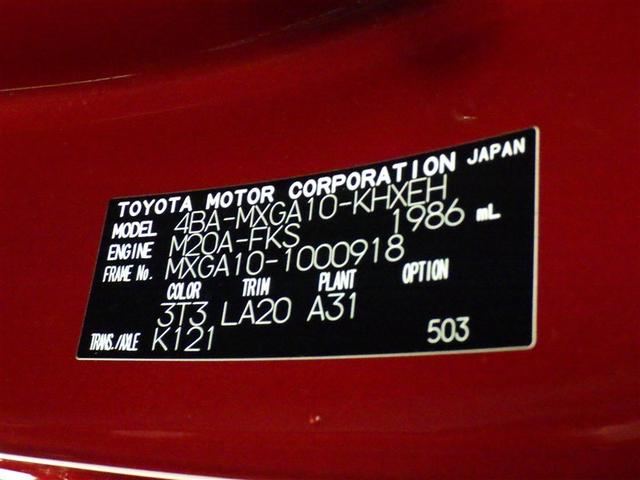 TOYOTA MOTOR CORPORATION JAPAN
MODEL 4BA-MXGA10-KHXEH
ENGINE M20A-FKS 1986 mL
FRAME No. MXGA10-1000918
COLOR TRIM PLANT OPTION
3T3 LA20 A31
TRANS./AXLE K121 503